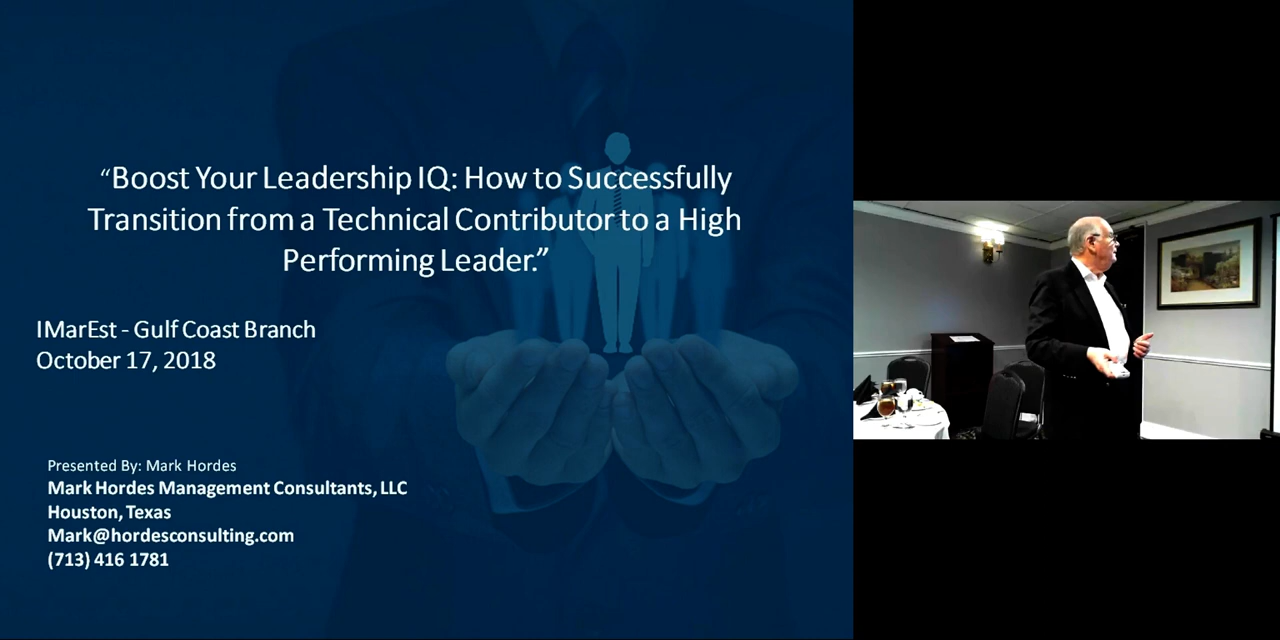 “Boost Your Leadership IQ: How to Successfully
Transition from a Technical Contributor to a High
Performing Leader.”
IMarEst - Gulf Coast Branch
October 17, 2018
Presented By: Mark Hordes
Mark Hordes Management Consultants, LLC
Houston, Texas
Mark@hordesconsulting.com
(713) 416 1781